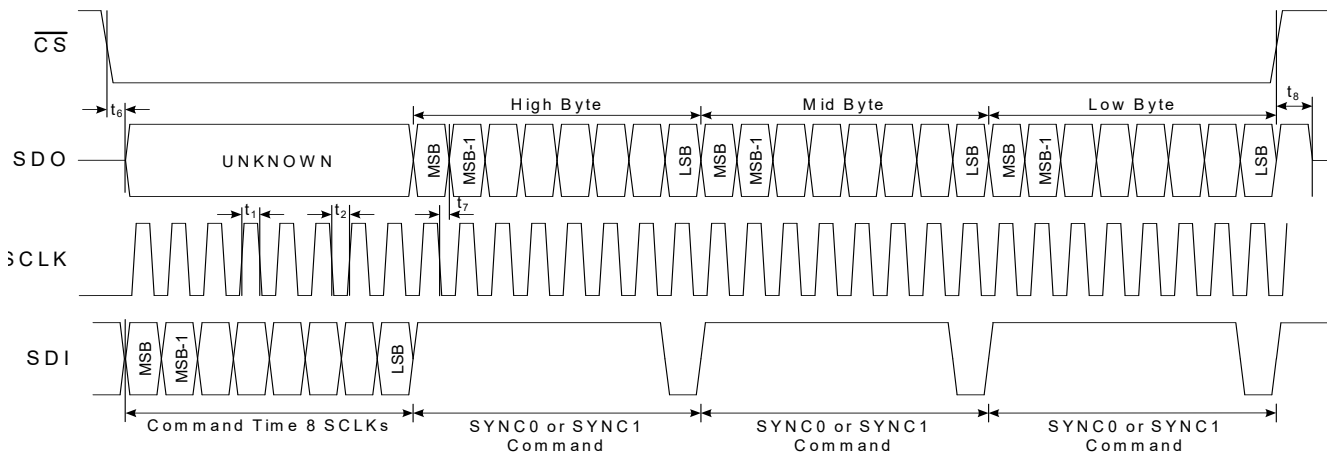 CS
t6
High Byte
Mid Byte
Low Byte
t8
SDO
UNKNOWN
MSB
MSB-1
LSB
MSB
MSB-1
LSB
MSB
MSB-1
LSB
t1
t2
t7
SCLK
SDI
MSB
MSB-1
LSB
Command Time 8 SCLKs
SYNC0 or SYNC1
Command
SYNC0 or SYNC1
Command
SYNC0 or SYNC1
Command